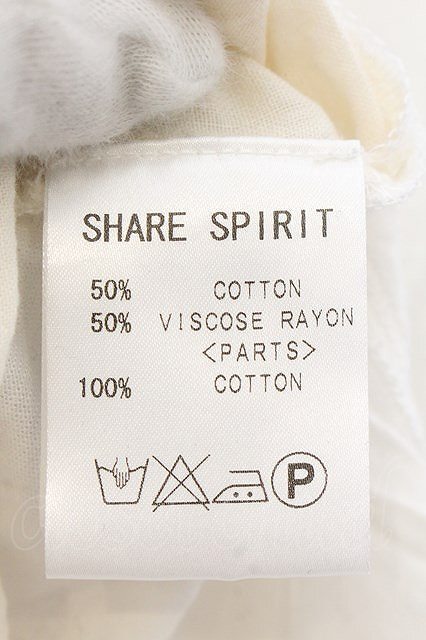 SHARE SPIRIT
50% COTTON
50% VISCOSE RAYON
<PARTS>
100% COTTON
P